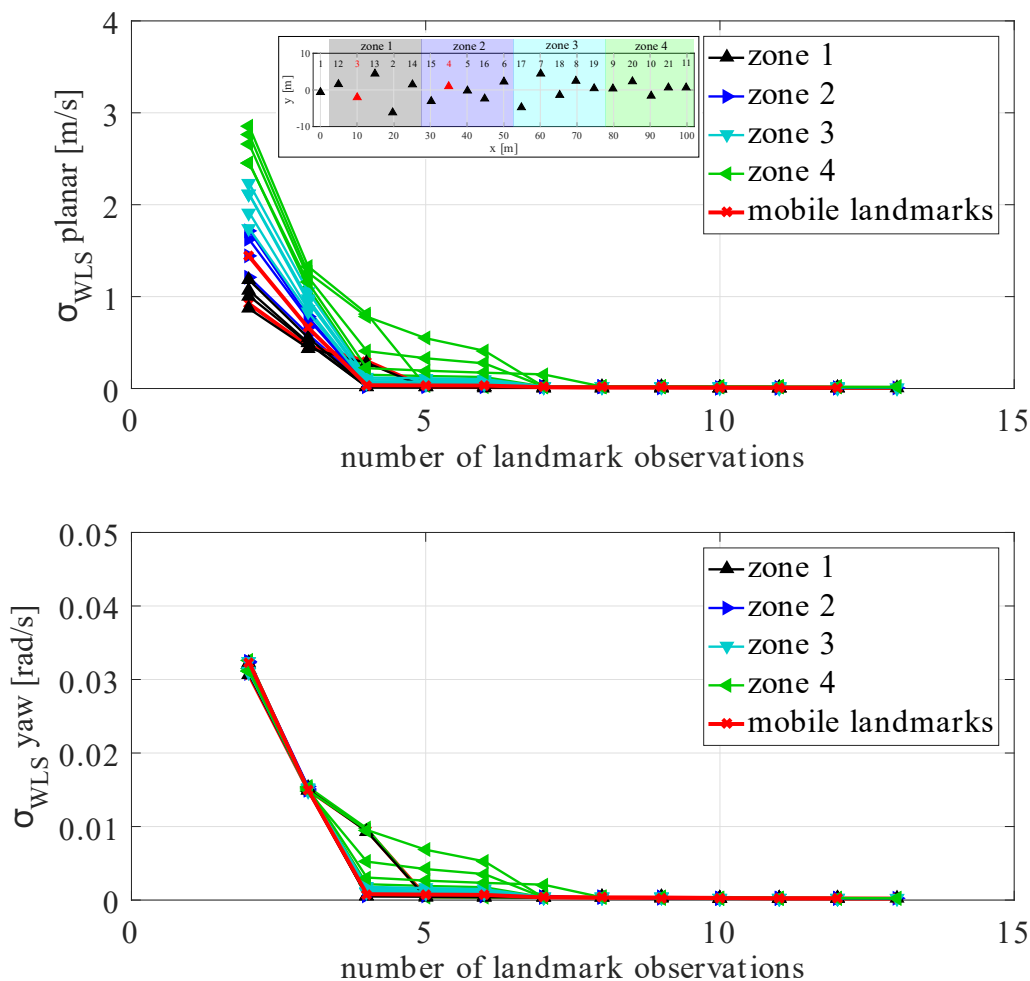 4
3
2
1
0
σWLS planar [m/s]
zone 1 zone 2 zone 3 zone 4
1 12 3 13 2 14 15 4 5 16 6 17 7 18 8 19 9 20 10 21 11
10
0
-10
y [m]
0 10 20 30 40 50 60 70 80 90 100
x [m]
zone 1
zone 2
zone 3
zone 4
mobile landmarks
0 5 10 15
number of landmark observations
0.05
0.04
0.03
0.02
0.01
0
σWLS yaw [rad/s]
zone 1
zone 2
zone 3
zone 4
mobile landmarks
0 5 10 15
number of landmark observations